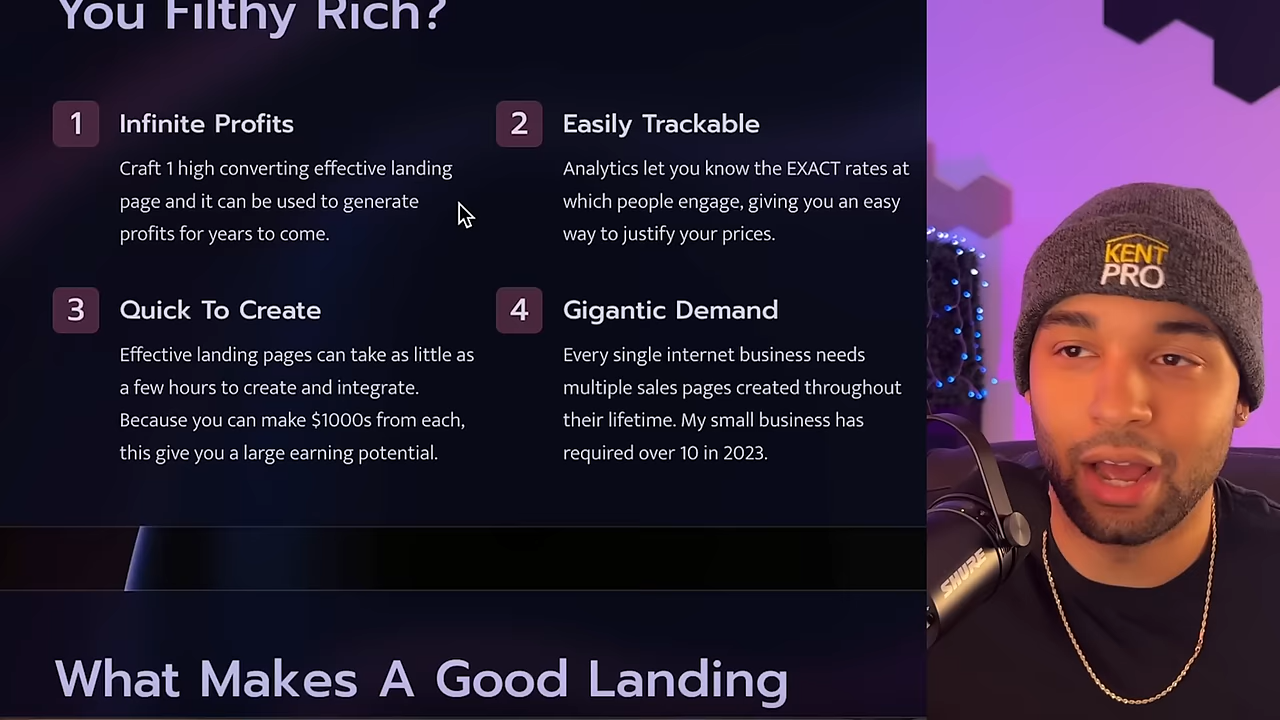 You Filthy Rich?
1
Infinite Profits
Craft 1 high converting effective landing
page and it can be used to generate
profits for years to come.
2
Easily Trackable
Analytics let you know the EXACT rates at
which people engage, giving you an easy
way to justify your prices.
3
Quick To Create
Effective landing pages can take as little as
a few hours to create and integrate.
Because you can make $1000s from each,
this give you a large earning potential.
4
Gigantic Demand
Every single internet business needs
multiple sales pages created throughout
their lifetime. My small business has
required over 10 in 2023.
What Makes A Good Landing
KENT
PRO
SHURE